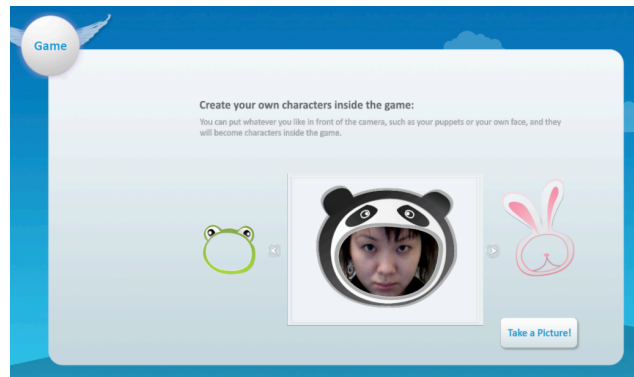 Game
Create your own characters inside the game:
You can put whatever you like in front of the camera, such as your puppets or your own face, and they
will become characters inside the game.
Take a Picture!